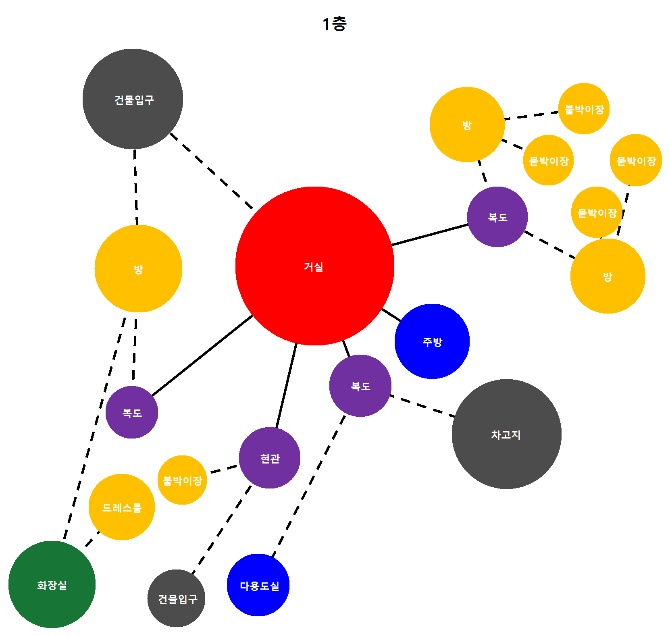 1층
건물입구
방
붙박이장
붙박이장
붙박이장
붙박이장
복도
방
거실
방
주방
복도
복도
차고지
현관
붙박이장
드레스룸
화장실
건물입구
다용도실